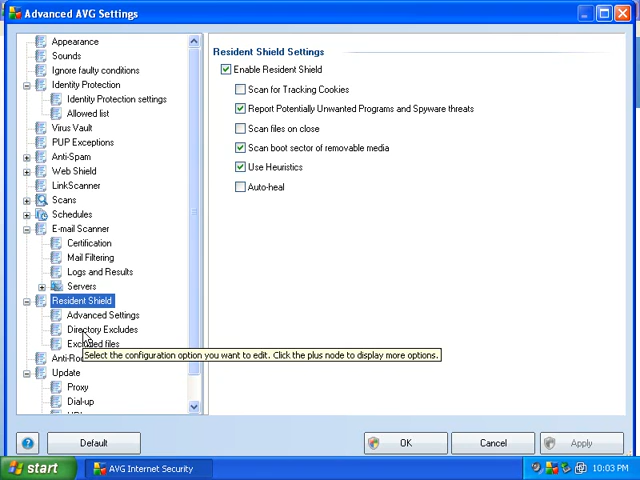 Advanced AVG Settings
Appearance
Sounds
Ignore faulty conditions
Identity Protection
Identity Protection settings
Allowed list
Virus Vault
PUP Exceptions
Anti-Spam
Web Shield
LinkScanner
Scans
Schedules
E-mail Scanner
Certification
Mail Filtering
Logs and Results
Servers
Resident Shield
Advanced Settings
Directory Excludes
Excluded files
Update
Proxy
Dial-up
Resident Shield Settings
Enable Resident Shield
Scan for Tracking Cookies
Report Potentially Unwanted Programs and Spyware threats
Scan files on close
Scan boot sector of removable media
Use Heuristics
Auto-heal
Select the configuration option you want to edit. Click the plus node to display more options.
Default
OK
Cancel
Apply
start
AVG Internet Security
10:03 PM